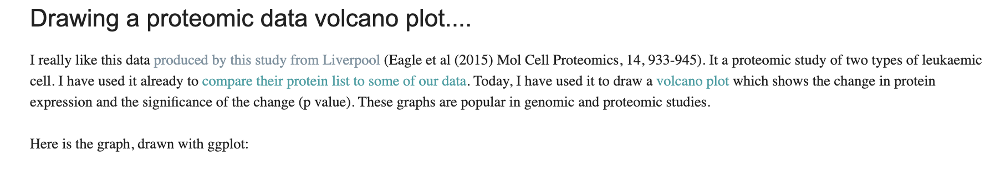 Drawing a proteomic data volcano plot....
I really like this data produced by this study from Liverpool (Eagle et al (2015) Mol Cell Proteomics, 14, 933-945). It a proteomic study of two types of leukaemic
cell. I have used it already to compare their protein list to some of our data. Today, I have used it to draw a volcano plot which shows the change in protein
expression and the significance of the change (p value). These graphs are popular in genomic and proteomic studies.
Here is the graph, drawn with ggplot: